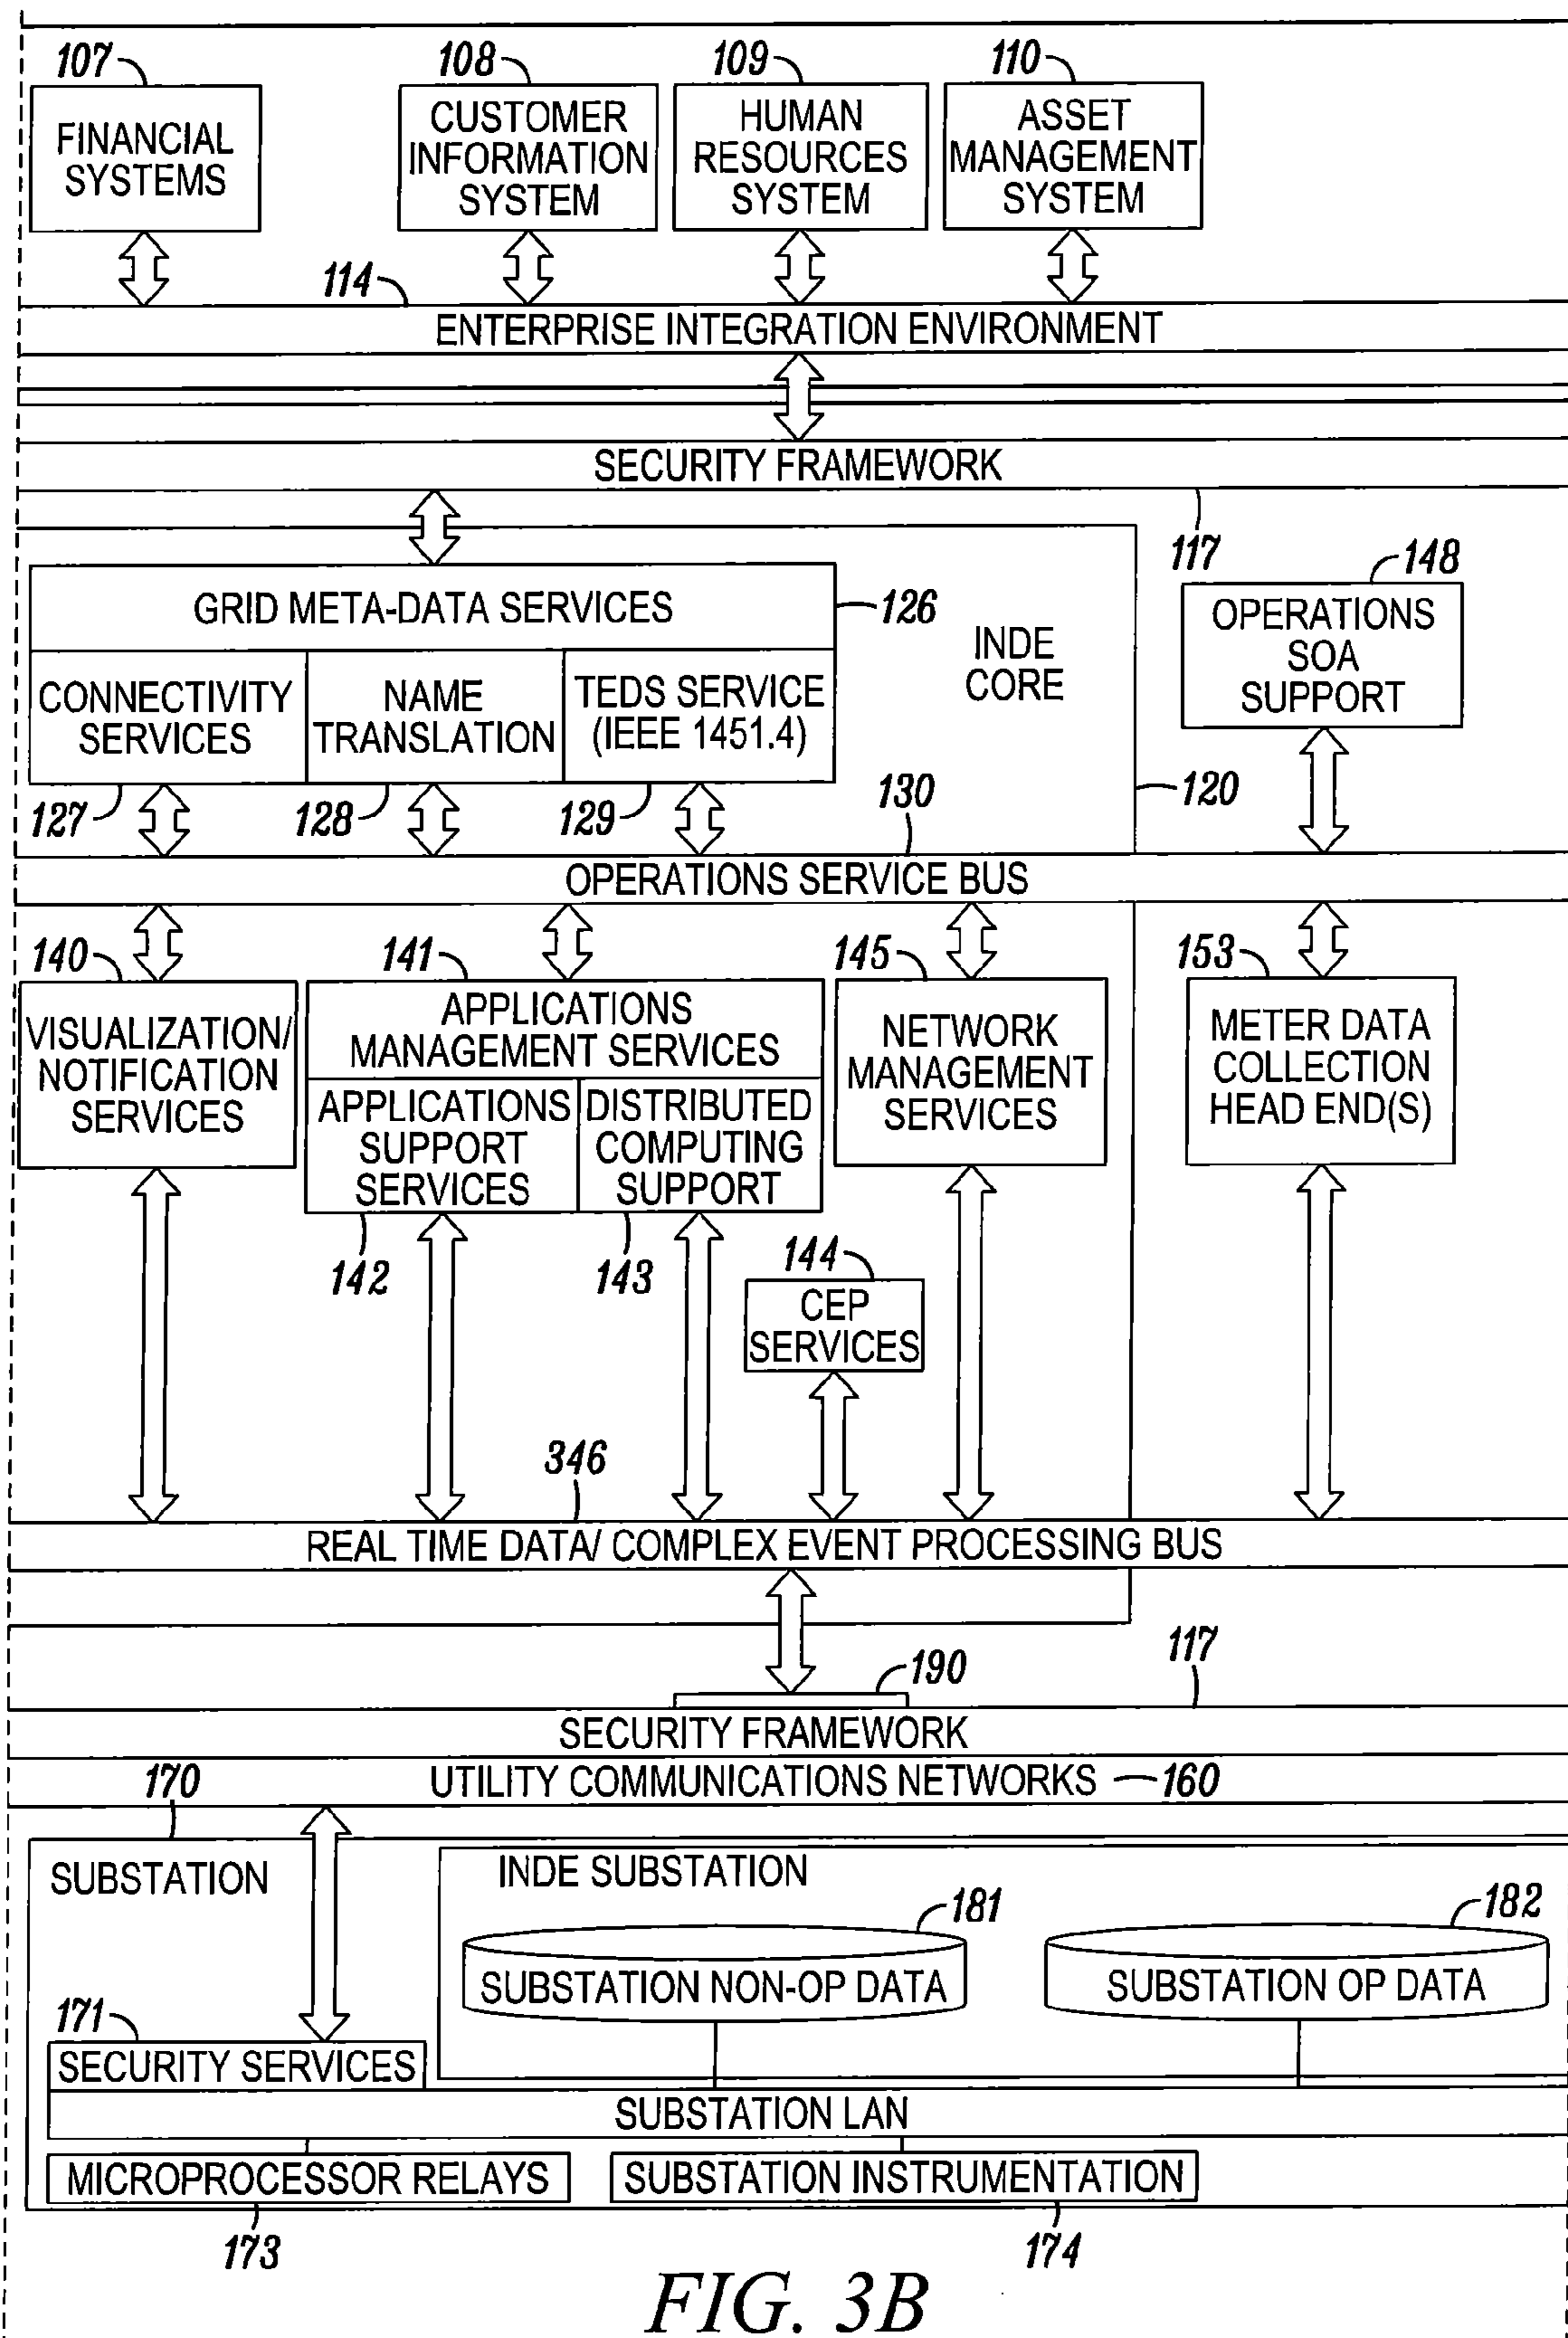 107
108
109
110
FINANCIAL
SYSTEMS
CUSTOMER
INFORMATION
SYSTEM
HUMAN
RESOURCES
SYSTEM
ASSET
MANAGEMENT
SYSTEM
114
ENTERPRISE INTEGRATION ENVIRONMENT
SECURITY FRAMEWORK
117
148
GRID META-DATA SERVICES
126
INDE
CORE
OPERATIONS
SOA
SUPPORT
CONNECTIVITY
SERVICES
NAME
TRANSLATION
TEDS SERVICE
(IEEE 1451.4)
127
128
129
130
120
OPERATIONS SERVICE BUS
140
141
145
153
VISUALIZATION/
NOTIFICATION
SERVICES
APPLICATIONS
MANAGEMENT SERVICES
APPLICATIONS
SUPPORT
SERVICES
DISTRIBUTED
COMPUTING
SUPPORT
NETWORK
MANAGEMENT
SERVICES
METER DATA
COLLECTION
HEAD END(S)
142
143
144
CEP
SERVICES
346
REAL TIME DATA/ COMPLEX EVENT PROCESSING BUS
190
117
SECURITY FRAMEWORK
UTILITY COMMUNICATIONS NETWORKS
160
170
SUBSTATION
INDE SUBSTATION
181
182
SUBSTATION NON-OP DATA
SUBSTATION OP DATA
171
SECURITY SERVICES
SUBSTATION LAN
MICROPROCESSOR RELAYS
SUBSTATION INSTRUMENTATION
173
174
FIG. 3B